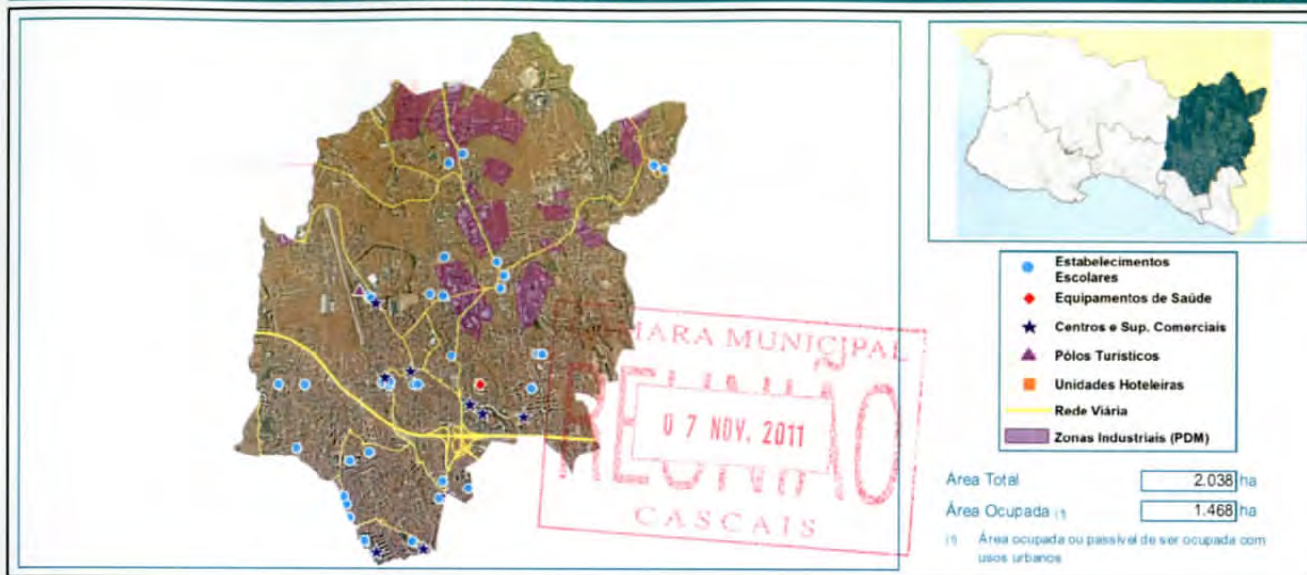 Estabelecimentos
Escolares
Equipamentos de Saúde
Centros e Sup. Comerciais
Pólos Turísticos
Unidades Hoteleiras
Rede Viária
Zonas Industriais (PDM)
Área Total 2.038 ha
Área Ocupada (1) 1.468 ha
(1) Área ocupada ou passível de ser ocupada com
usos urbanos
MUNICIPAL
REUNIÃO
07 NOV. 2011
CASCAIS